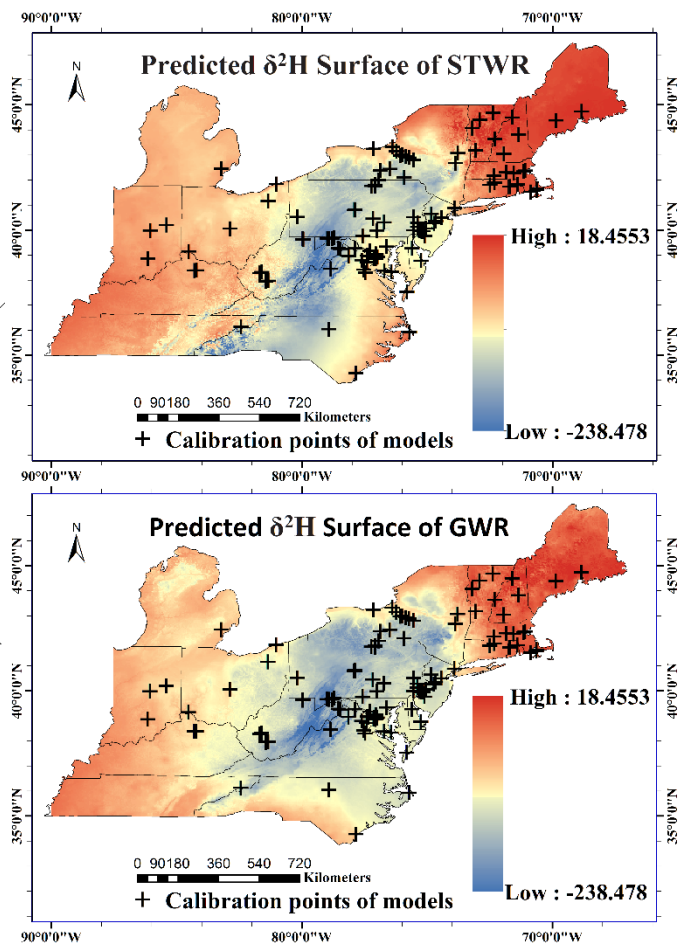 90°0'0"W 80°0'0"W 70°0'0"W
Predicted δ²H Surface of STWR
N
45°0'0"N 45°0'0"N
40°0'0"N 40°0'0"N
35°0'0"N 35°0'0"N
High : 18.4553
Low : -238.478
0 90180 360 540 720
Kilometers
+ Calibration points of models
90°0'0"W 80°0'0"W 70°0'0"W
Predicted δ²H Surface of GWR
N
45°0'0"N 45°0'0"N
40°0'0"N 40°0'0"N
35°0'0"N 35°0'0"N
High : 18.4553
Low : -238.478
0 90180 360 540 720
Kilometers
+ Calibration points of models
90°0'0"W 80°0'0"W 70°0'0"W